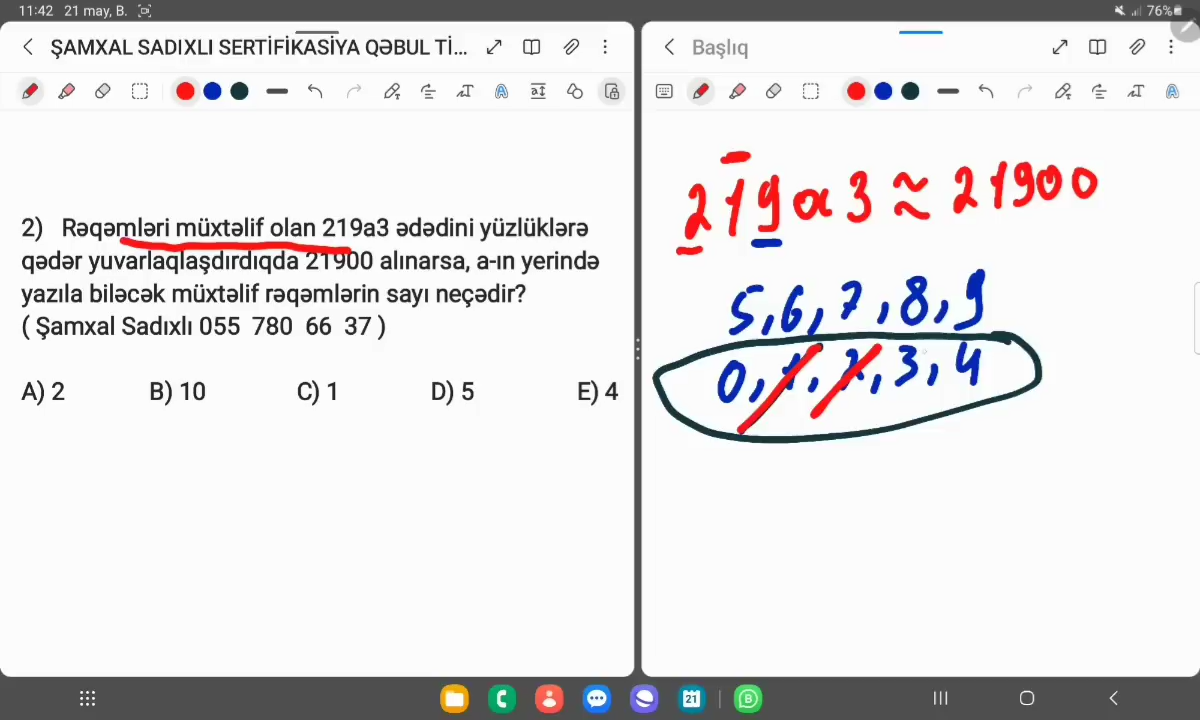 11:42 21 may, B. 76%
ŞAMXAL SADIXLI SERTİFİKASİYA QƏBUL Tİ...
2) Rəqəmləri müxtəlif olan 219a3 ədədini yüzlüklərə
qədər yuvarlaqlaşdırdıqda 21900 alınarsa, a-ın yerində
yazıla biləcək müxtəlif rəqəmlərin sayı neçədir?
( Şamxal Sadıxlı 055 780 66 37 )
A) 2 B) 10 C) 1 D) 5 E) 4
Başlıq
219a3 ≈ 21900
5, 6, 7, 8, 9
0, 1, 2, 3, 4
21